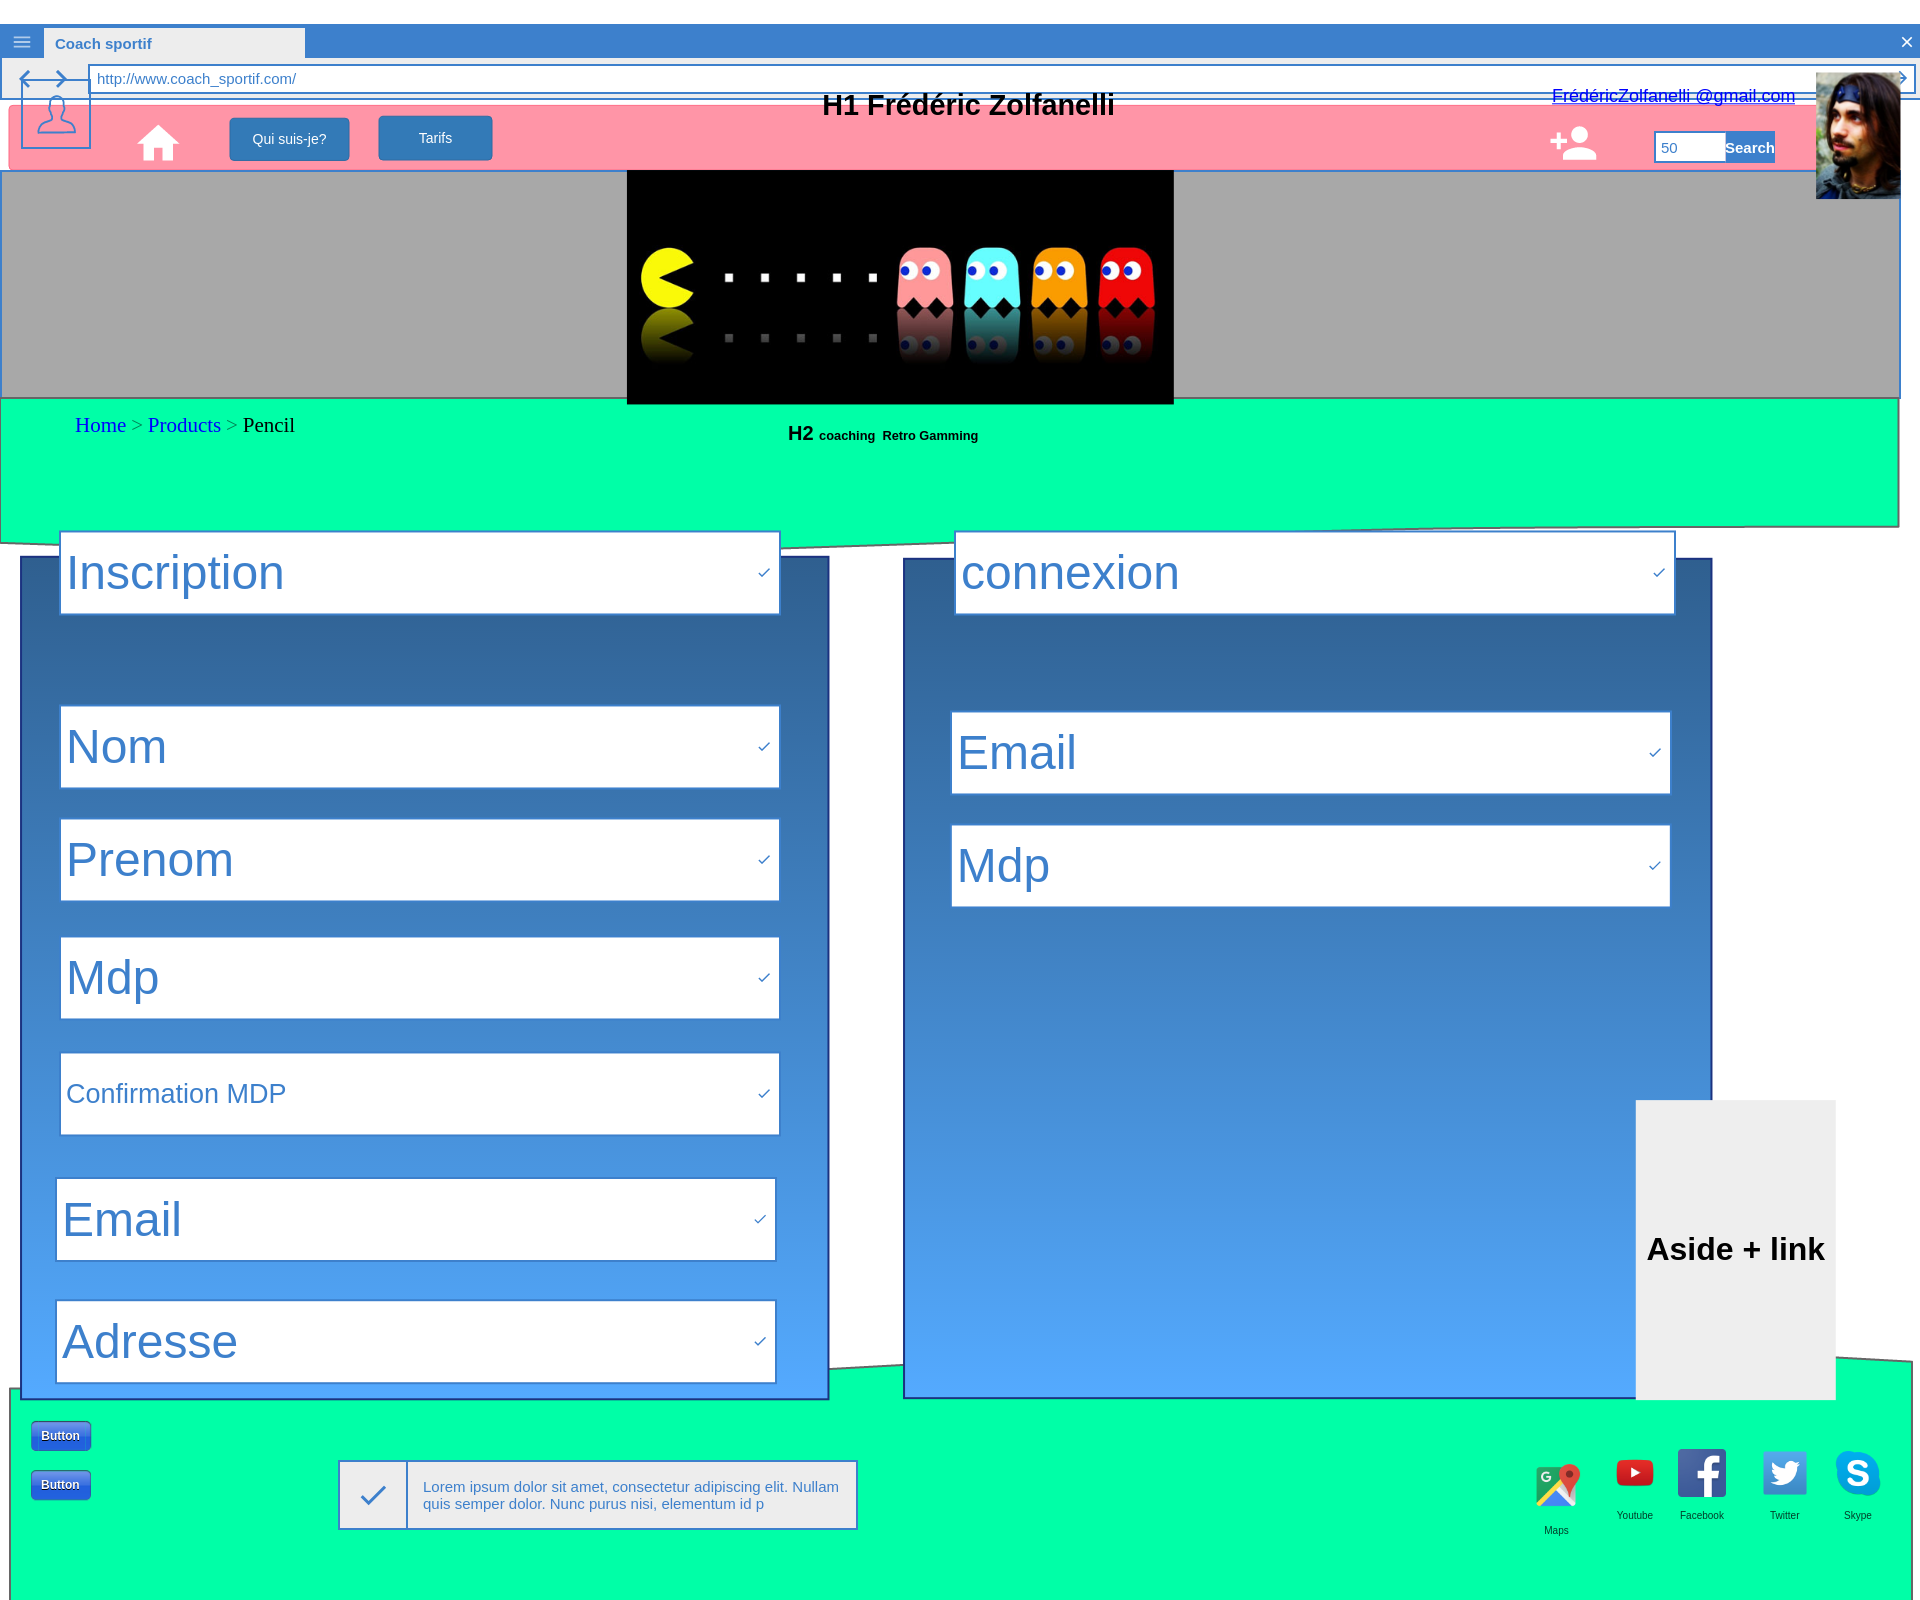 Coach sportif
http://www.coach_sportif.com/
H1 Frédéric Zolfanelli
FrédéricZolfanelli @gmail.com
Qui suis-je?
Tarifs
50
Search
Home > Products > Pencil
H2 coaching  Retro Gamming
Inscription
connexion
Nom
Email
Prenom
Mdp
Mdp
Confirmation MDP
Email
Aside + link
Adresse
Button
Button
Lorem ipsum dolor sit amet, consectetur adipiscing elit. Nullam
quis semper dolor. Nunc purus nisi, elementum id p
Maps
Youtube
Facebook
Twitter
Skype